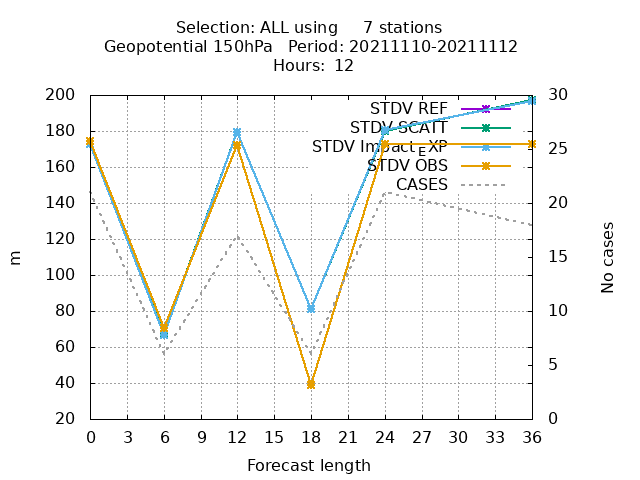 Selection: ALL using     7 stations
Geopotential 150hPa   Period: 20211110-20211112
Hours: 12
200
180
160
140
120
100
80
60
40
20
m
30
25
20
15
10
5
0
No cases
STDV REF
STDV SCATT
STDV Impact_EXP
STDV OBS
CASES
0 3 6 9 12 15 18 21 24 27 30 33 36
Forecast length